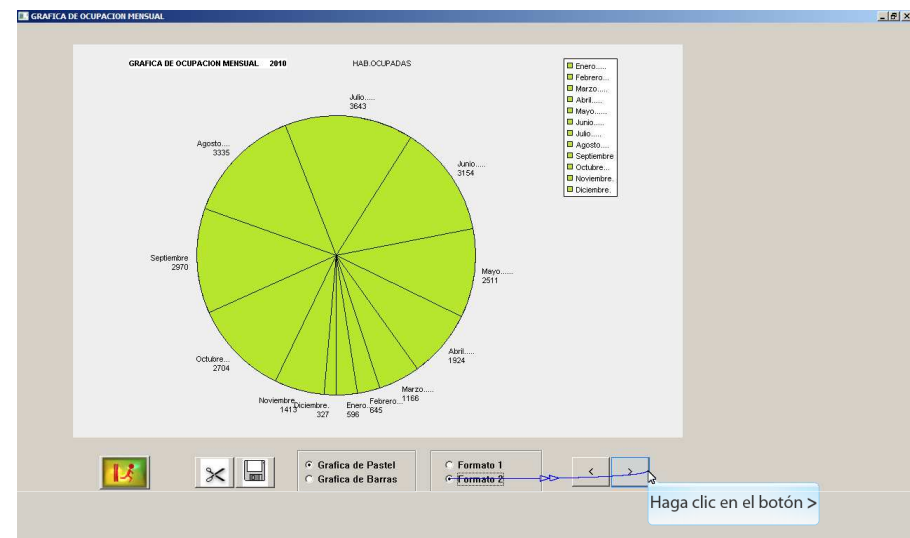 GRAFICA DE OCUPACION MENSUAL
GRAFICA DE OCUPACION MENSUAL 2010
HAB.OCUPADAS
Enero.....
Febrero...
Marzo.....
Abril.....
Mayo......
Junio.....
Julio.....
Agosto....
Septiembre
Octubre...
Noviembre.
Diciembre.
Julio.....
3643
Agosto....
3335
Junio.....
3154
Septiembre
2970
Mayo......
2511
Octubre...
2704
Abril.....
1924
Marzo.....
1166
Noviembre.
1413
Diciembre.
327
Enero
596
Febrero...
645
Grafica de Pastel
Grafica de Barras
Formato 1
Formato 2
<
>
Haga clic en el botón >